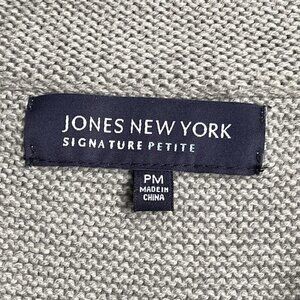 JONES NEW YORK
SIGNATURE PETITE
PM
MADE IN
CHINA